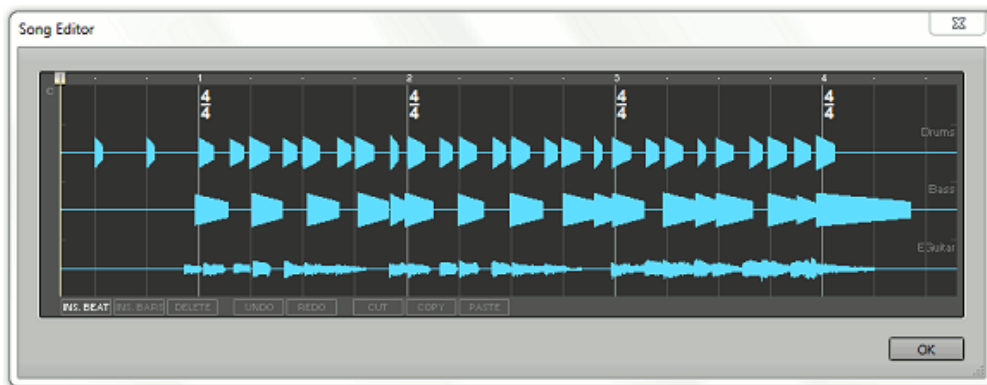 Song Editor
1 2 3 4
C
4 4 4 4
4 4 4 4
Drums
Bass
EGuitar
INS. BEAT INS. BARS DELETE UNDO REDO CUT COPY PASTE
OK